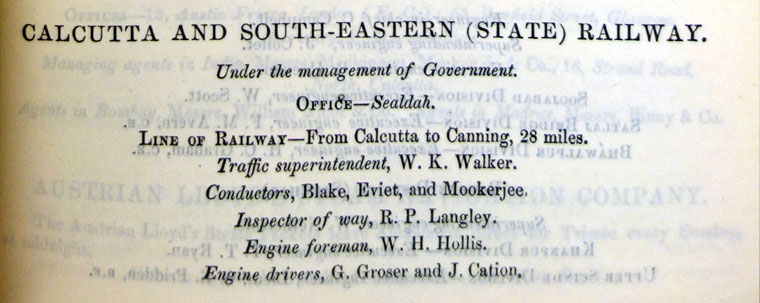 CALCUTTA AND SOUTH-EASTERN (STATE) RAILWAY.
Under the management of Government.
OFFICE—Sealdah.
LINE OF RAILWAY—From Calcutta to Canning, 28 miles.
Traffic superintendent, W. K. Walker.
Conductors, Blake, Eviet, and Mookerjee.
Inspector of way, R. P. Langley.
Engine foreman, W. H. Hollis.
Engine drivers, G. Groser and J. Cation.